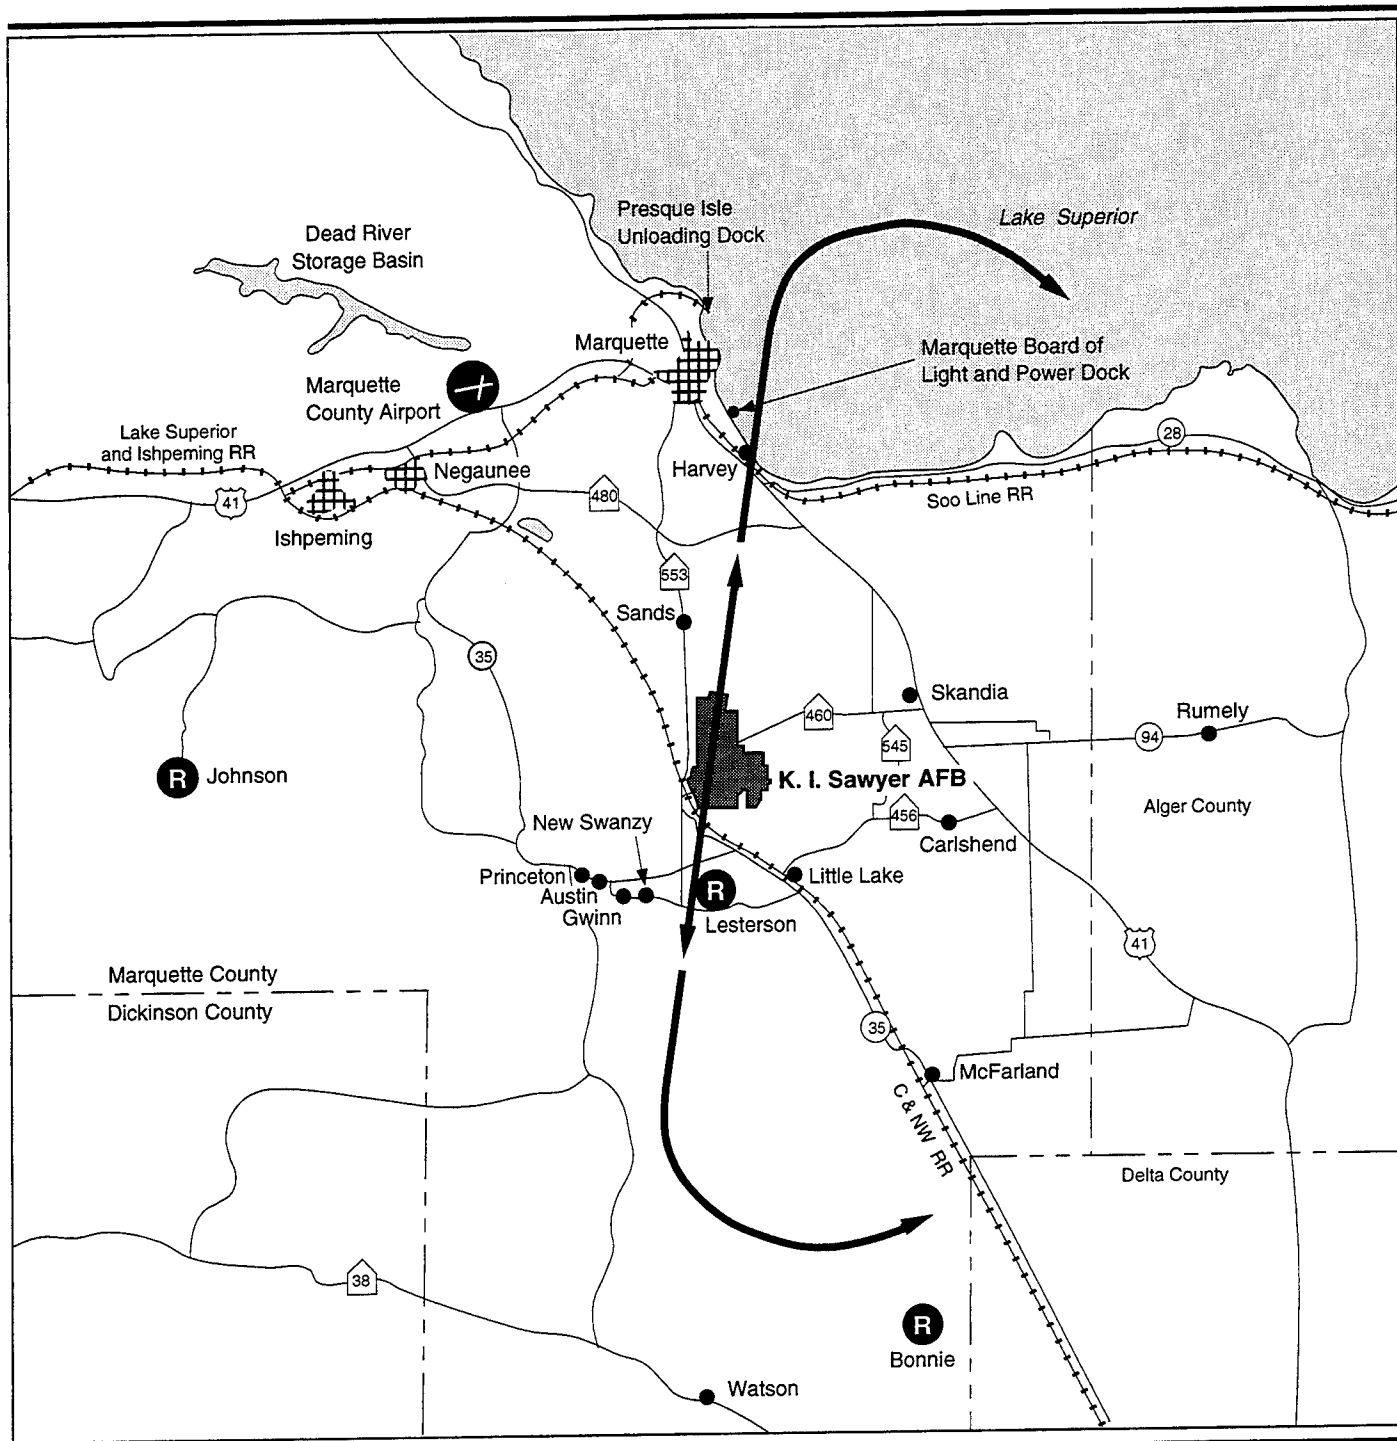 Lake Superior
Presque Isle
Unloading Dock
Dead River
Storage Basin
Marquette
Marquette Board of
Light and Power Dock
Marquette
County Airport
Lake Superior
and Ishpeming RR
28
Harvey
Negaunee
41
480
Soo Line RR
Ishpeming
553
Sands
35
Skandia
460
Rumely
545
94
R Johnson
K. I. Sawyer AFB
Alger County
New Swanzy
456
Carlshend
Princeton
Little Lake
Austin
R
Gwinn
Lesterson
41
Marquette County
Dickinson County
35
McFarland
C & NW RR
Delta County
38
R
Bonnie
Watson